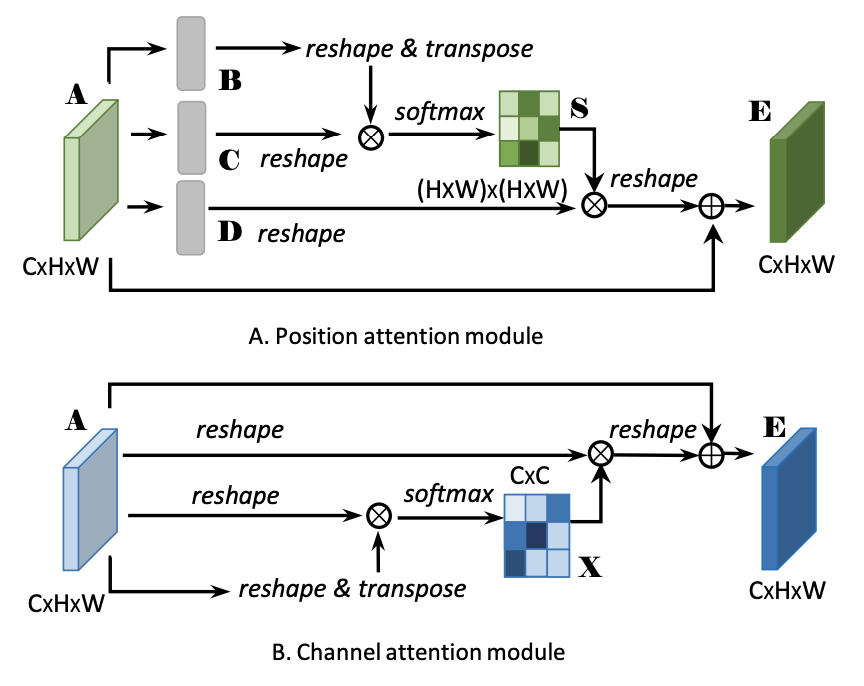 reshape & transpose
B
A
softmax
S
E
C
reshape
(HxW)x(HxW)
reshape
D
reshape
CxHxW
CxHxW
A. Position attention module
A
reshape
reshape
E
CxC
reshape
softmax
X
reshape & transpose
CxHxW
CxHxW
B. Channel attention module